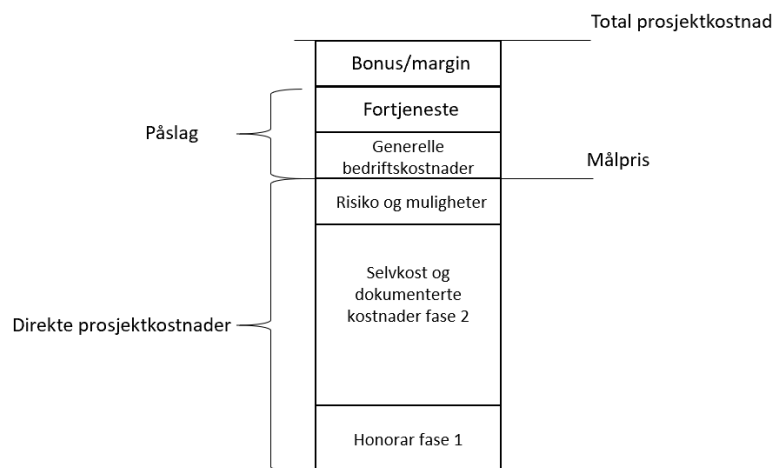 Total prosjektkostnad
Bonus/margin
Påslag
Fortjeneste
Generelle
bedriftskostnader
Målpris
Risiko og muligheter
Direkte prosjektkostnader
Selvkost og
dokumenterte
kostnader fase 2
Honorar fase 1